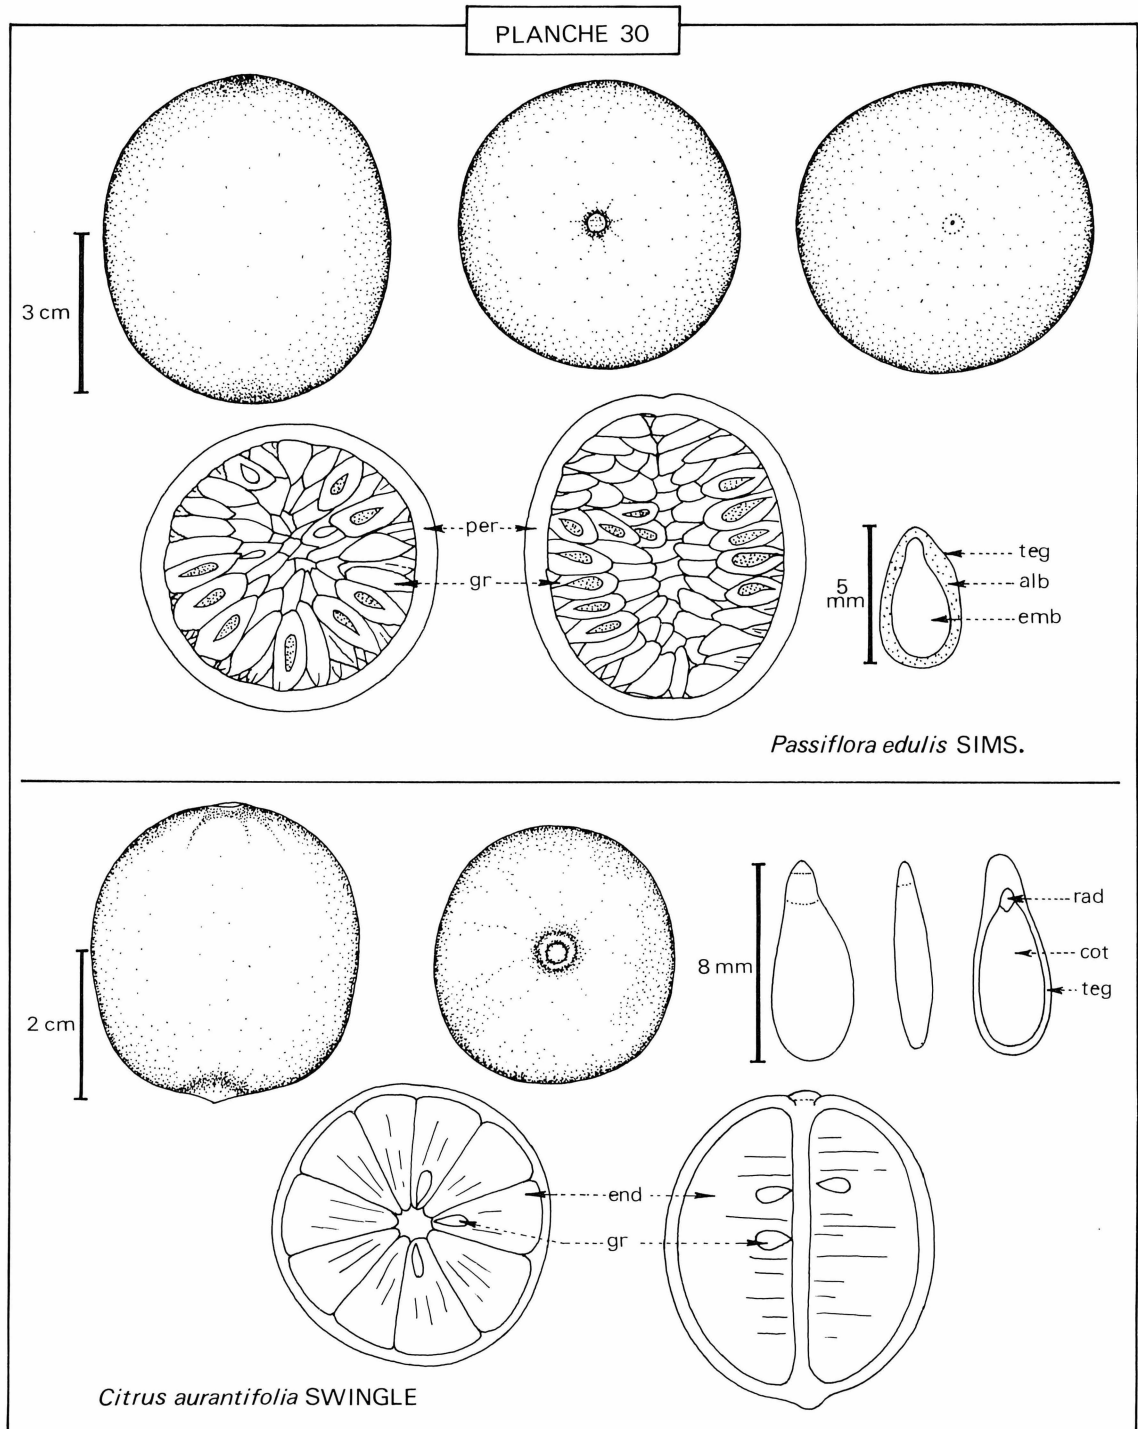 PLANCHE 30
3 cm
per
gr
5
mm
teg
alb
emb
Passiflora edulis SIMS.
2 cm
8 mm
rad
cot
teg
end
gr
Citrus aurantifolia SWINGLE